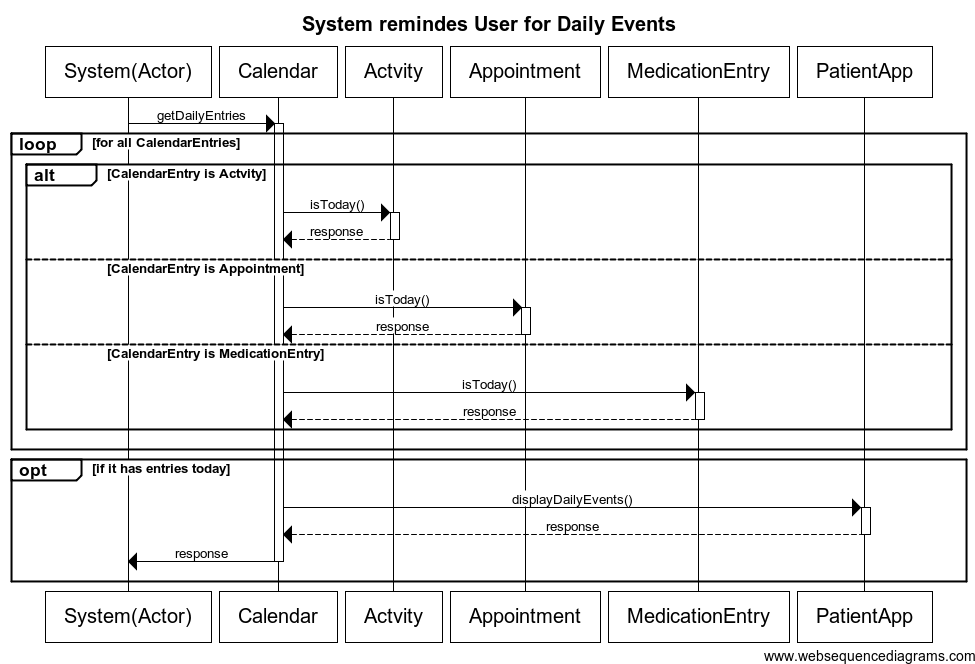 System remindes User for Daily Events
System(Actor) Calendar Actvity Appointment MedicationEntry PatientApp
getDailyEntries
loop [for all CalendarEntries]
alt [CalendarEntry is Actvity]
isToday()
response
[CalendarEntry is Appointment]
isToday()
response
[CalendarEntry is MedicationEntry]
isToday()
response
opt [if it has entries today]
displayDailyEvents()
response
response
System(Actor) Calendar Actvity Appointment MedicationEntry PatientApp
www.websequencediagrams.com